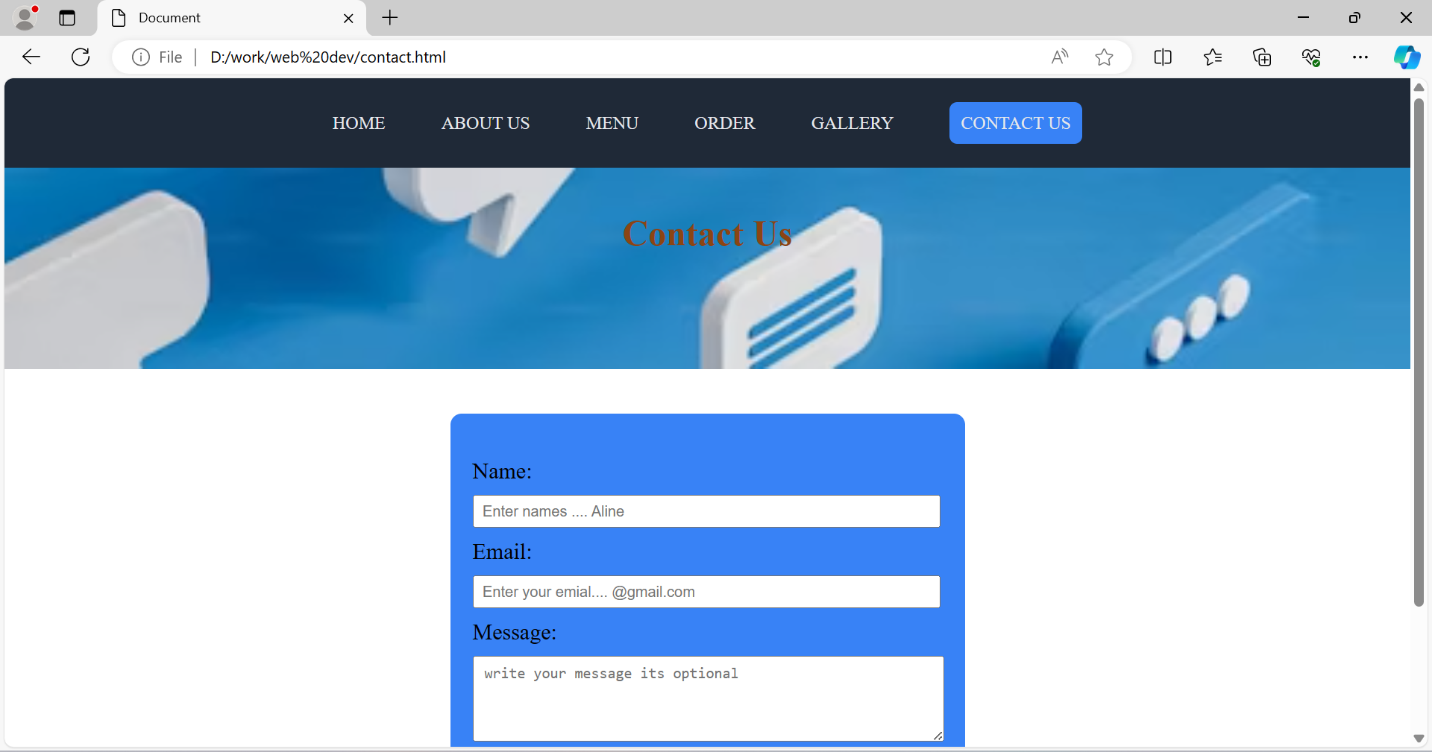 Document
File D:/work/web%20dev/contact.html
HOME ABOUT US MENU ORDER GALLERY CONTACT US
Contact Us
Name:
Enter names .... Aline
Email:
Enter your emial.... @gmail.com
Message:
write your message its optional